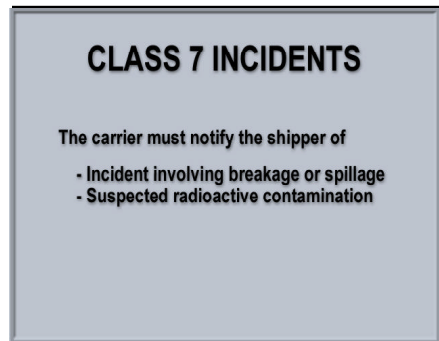 CLASS 7 INCIDENTS
The carrier must notify the shipper of
- Incident involving breakage or spillage
- Suspected radioactive contamination